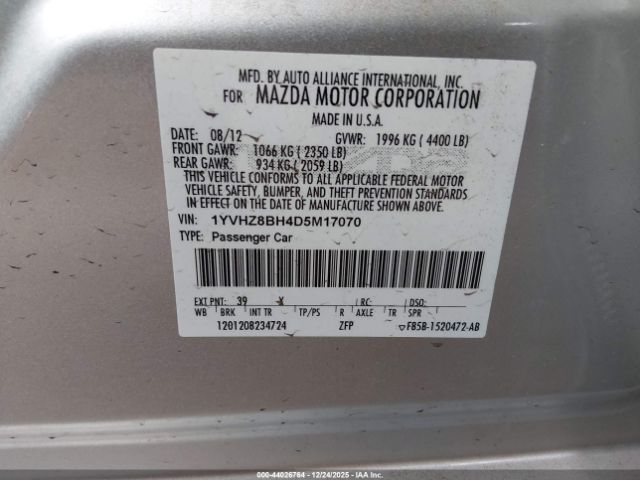 MFD. BY AUTO ALLIANCE INTERNATIONAL, INC.
FOR MAZDA MOTOR CORPORATION
MADE IN U.S.A.
DATE: 08/12 GVWR: 1996 KG ( 4400 LB)
FRONT GAWR: 1066 KG ( 2350 LB)
REAR GAWR: 934 KG ( 2059 LB)
THIS VEHICLE CONFORMS TO ALL APPLICABLE FEDERAL MOTOR
VEHICLE SAFETY, BUMPER, AND THEFT PREVENTION STANDARDS
IN EFFECT ON THE DATE OF MANUFACTURE SHOWN ABOVE.
VIN: 1YVHZ8BH4D5M17070
TYPE: Passenger Car
EXT PNT: 39 X RC: DSO:
WB BRK INT TR TP/PS R AXLE TR SPR
1201208234724 ZFP F85B-1520472-AB
© IAAI - 44026764 - 12/24/2025 - IAAI.COM